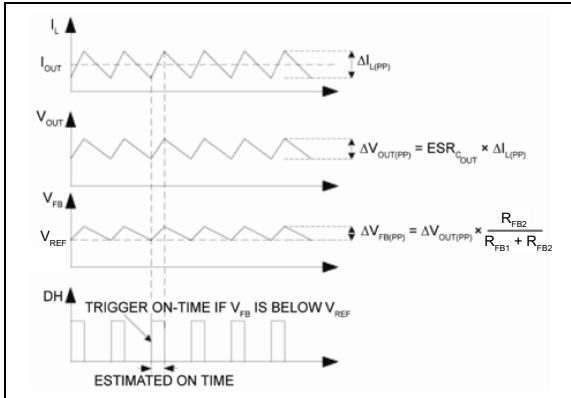 I_L
I_OUT
ΔI_L(PP)
V_OUT
ΔV_OUT(PP) = ESR_C_OUT × ΔI_L(PP)
V_FB
V_REF
ΔV_FB(PP) = ΔV_OUT(PP) × R_FB2 / R_FB1 + R_FB2
DH
TRIGGER ON-TIME IF V_FB IS BELOW V_REF
ESTIMATED ON TIME